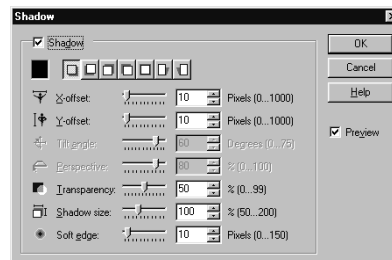 Shadow
Shadow
OK
Cancel
Help
Preview
X-offset: 10 Pixels (0...1000)
Y-offset: 10 Pixels (0...1000)
Tilt angle: 60 Degrees (0...75)
Perspective: 80 % (0...100)
Transparency: 50 % (0...99)
Shadow size: 100 % (50...200)
Soft edge: 10 Pixels (0...150)